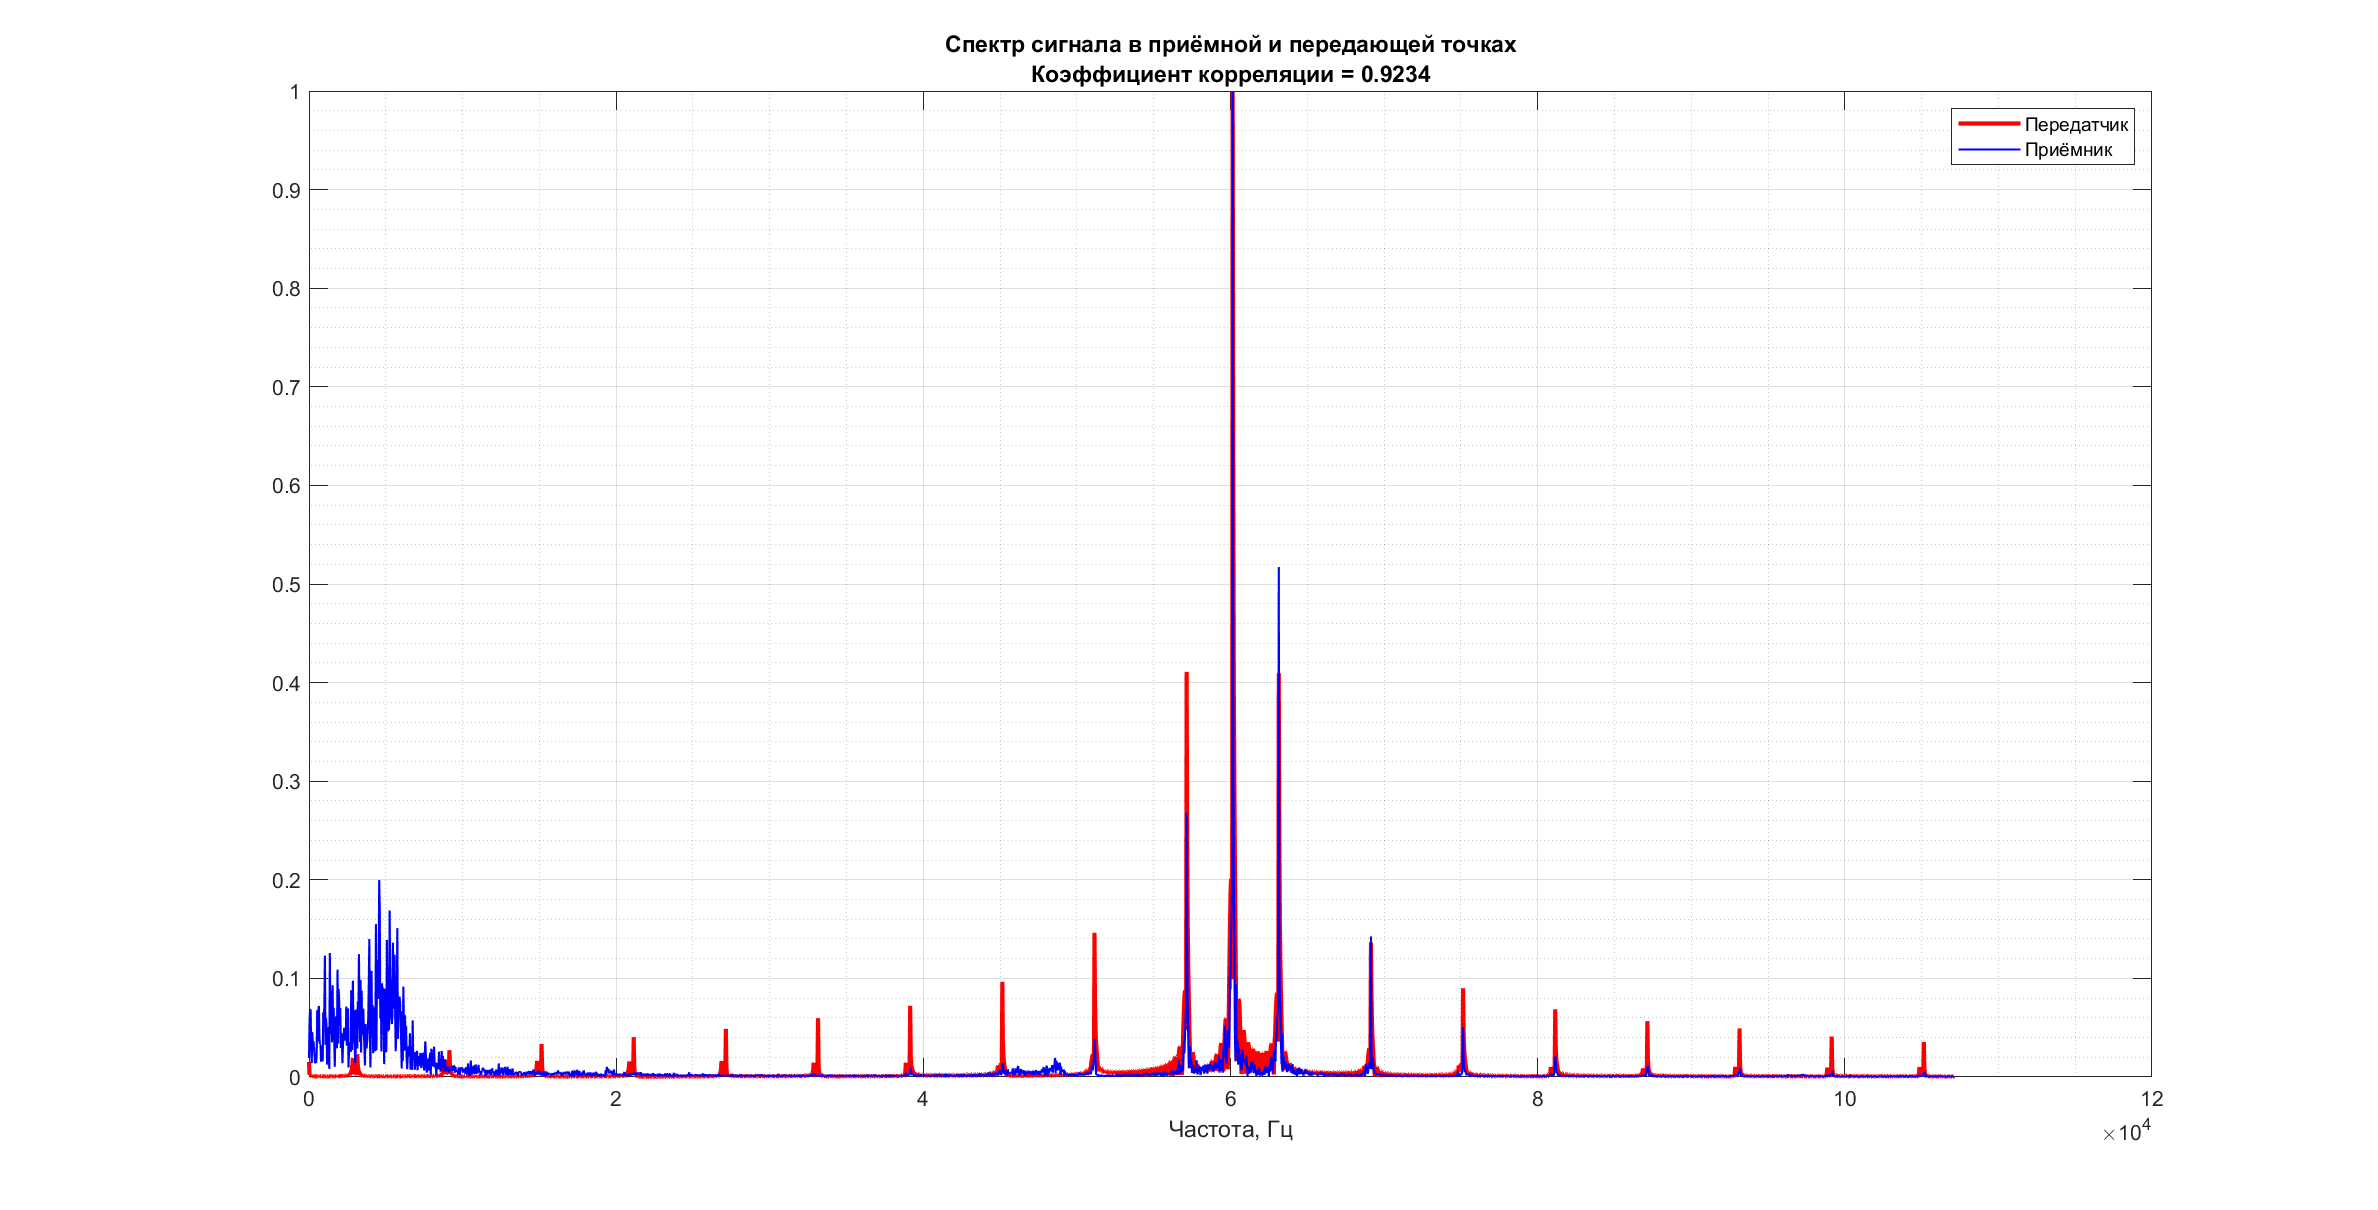 Спектр сигнала в приёмной и передающей точках
Коэффициент корреляции = 0.9234
1
0.9
0.8
0.7
0.6
0.5
0.4
0.3
0.2
0.1
0
Передатчик
Приёмник
0 2 4 6 8 10 12
Частота, Гц
×10⁴